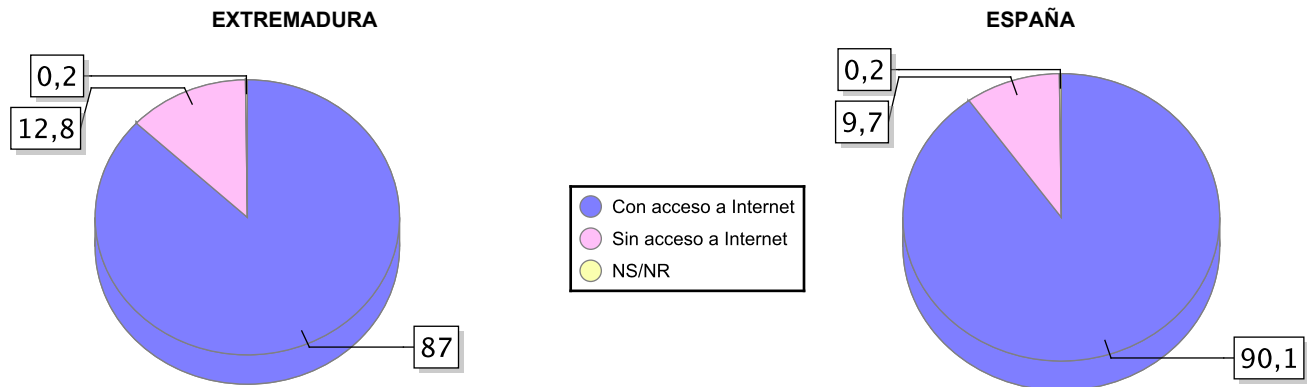 EXTREMADURA
0,2
12,8
87
Con acceso a Internet
Sin acceso a Internet
NS/NR
ESPAÑA
0,2
9,7
90,1